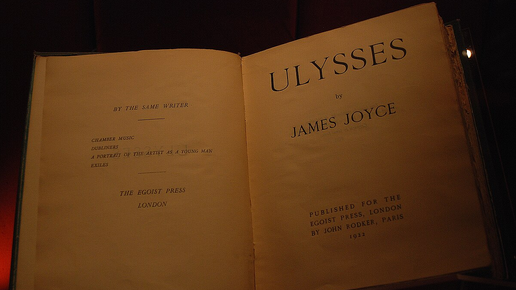 BY THE SAME WRITER
CHAMBER MUSIC
DUBLINERS
A PORTRAIT OF THE ARTIST AS A YOUNG MAN
EXILES
THE EGOIST PRESS
LONDON
ULYSSES
by
JAMES JOYCE
PUBLISHED FOR THE
EGOIST PRESS, LONDON
BY JOHN RODKER, PARIS
1922